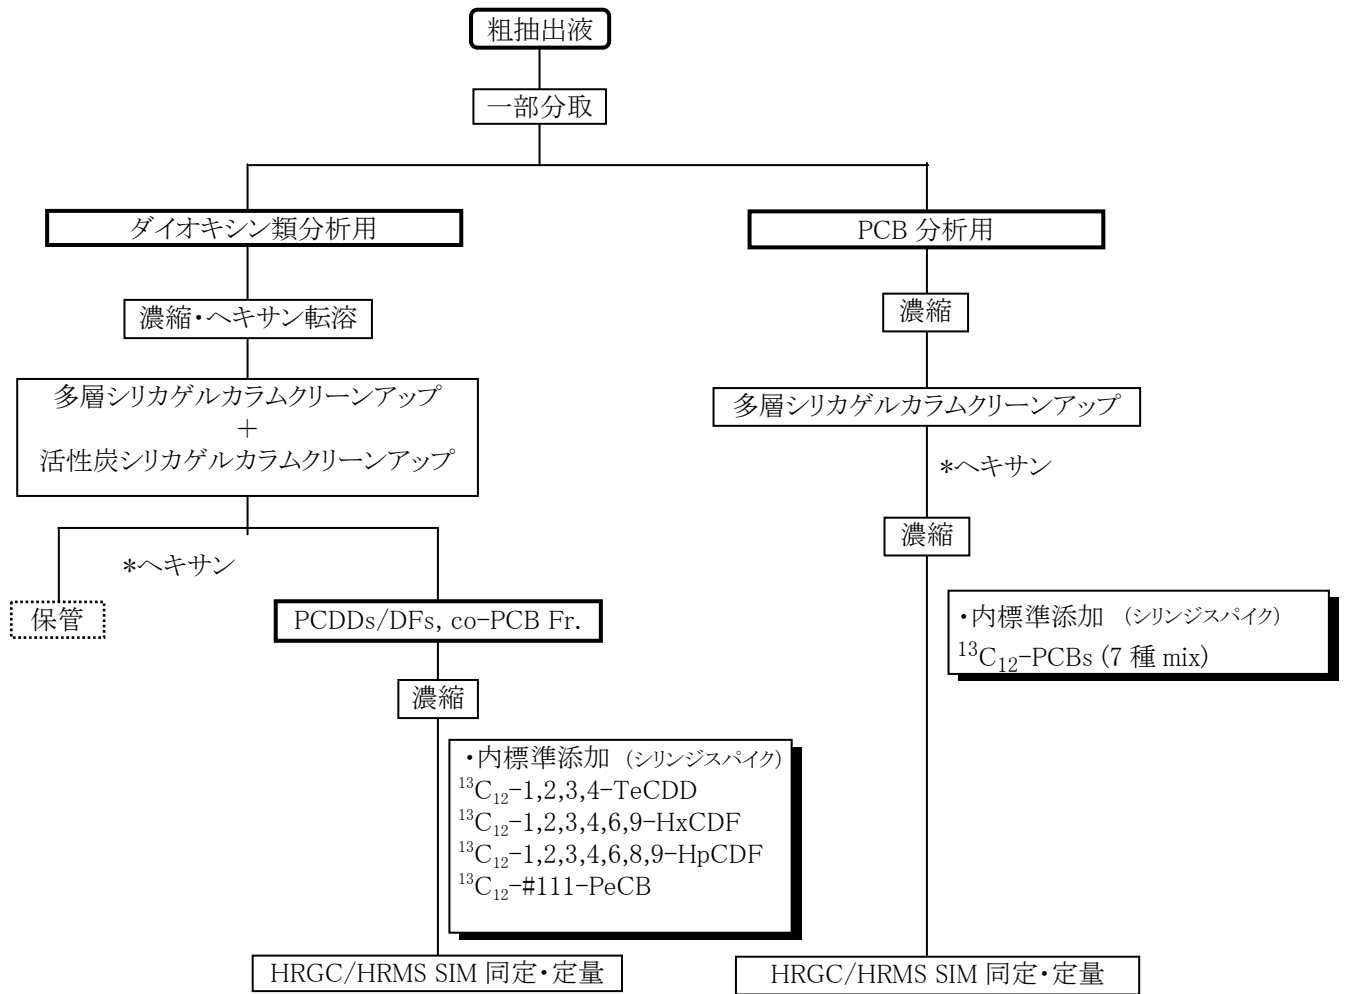 粗抽出液
一部分取
ダイオキシン類分析用
濃縮・ヘキサン転溶
多層シリカゲルカラムクリーンアップ
+
活性炭シリカゲルカラムクリーンアップ
*ヘキサン
保管
PCDDs/DFs, co-PCB Fr.
濃縮
・内標準添加 (シリンジスパイク)
¹³C₁₂-1,2,3,4-TeCDD
¹³C₁₂-1,2,3,4,6,9-HxCDF
¹³C₁₂-1,2,3,4,6,8,9-HpCDF
¹³C₁₂-#111-PeCB
HRGC/HRMS SIM 同定・定量
PCB 分析用
濃縮
多層シリカゲルカラムクリーンアップ
*ヘキサン
濃縮
・内標準添加 (シリンジスパイク)
¹³C₁₂-PCBs (7 種 mix)
HRGC/HRMS SIM 同定・定量